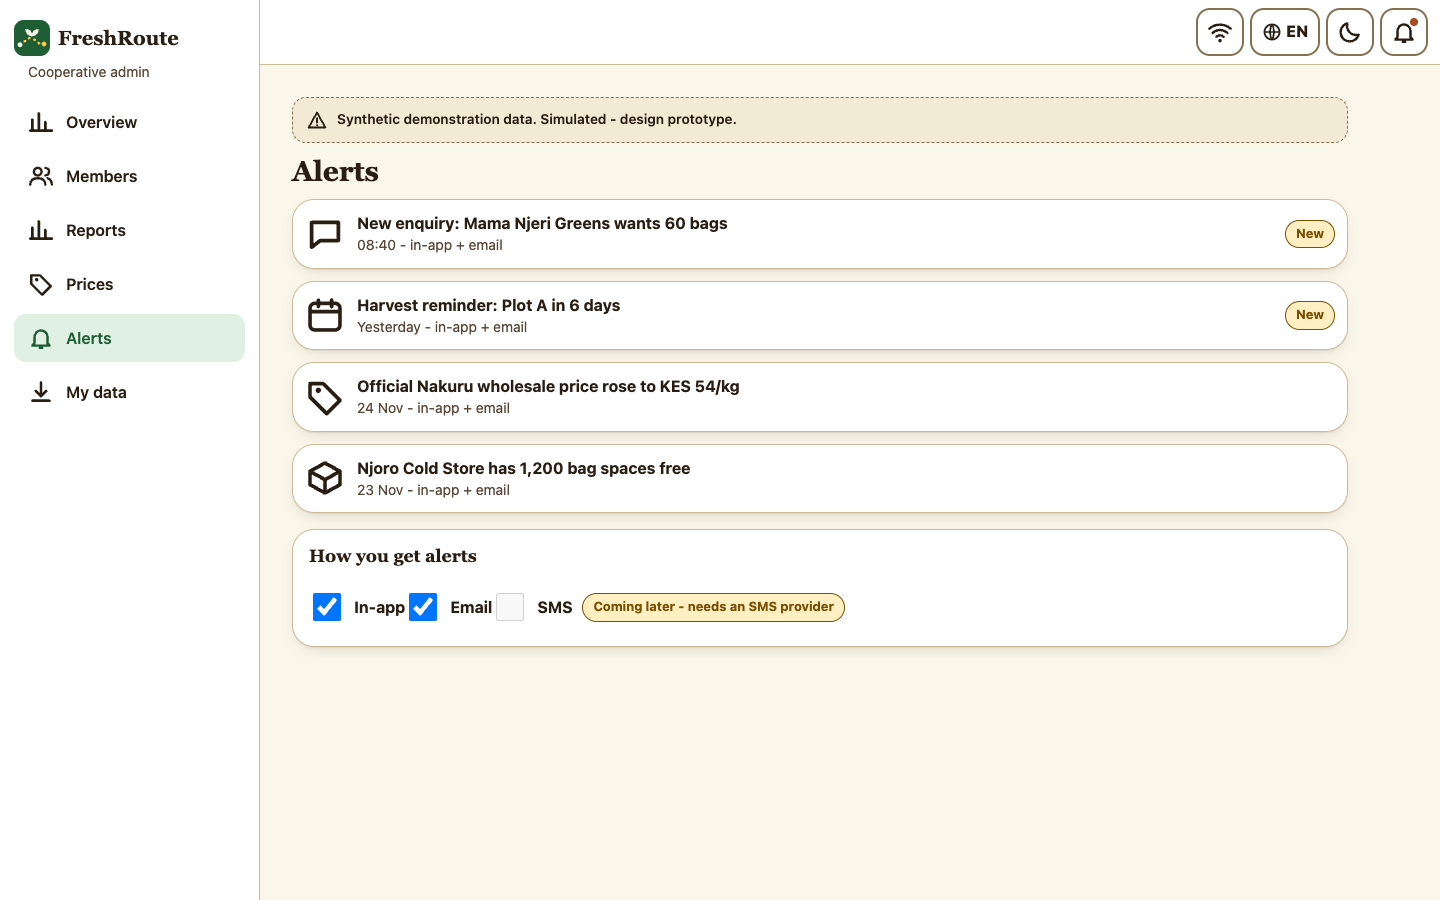 FreshRoute
Cooperative admin
Overview
Members
Reports
Prices
Alerts
My data
EN
Synthetic demonstration data. Simulated - design prototype.
Alerts
New enquiry: Mama Njeri Greens wants 60 bags
08:40 - in-app + email
New
Harvest reminder: Plot A in 6 days
Yesterday - in-app + email
New
Official Nakuru wholesale price rose to KES 54/kg
24 Nov - in-app + email
Njoro Cold Store has 1,200 bag spaces free
23 Nov - in-app + email
How you get alerts
In-app Email SMS Coming later - needs an SMS provider